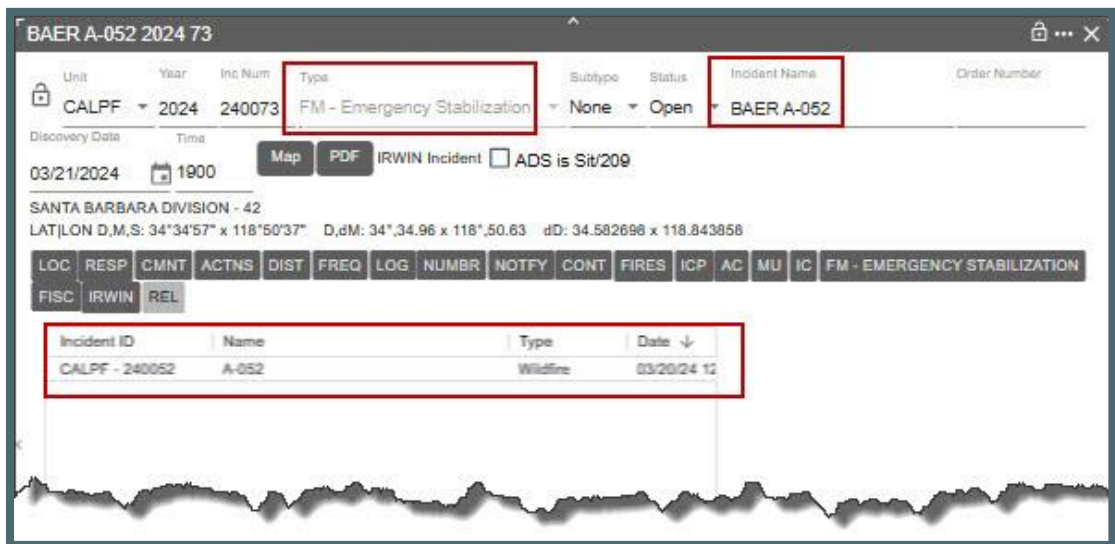 BAER A-052 2024 73
Unit Year Inc Num Type Subtype Status Incident Name Order Number
CALPF 2024 240073 FM - Emergency Stabilization None Open BAER A-052
Discovery Date Time
03/21/2024 1900 Map PDF IRWIN Incident ADS is Sit/209
SANTA BARBARA DIVISION - 42
LAT|LON D,M,S: 34°34'57" x 118°50'37" D,dM: 34°,34.96 x 118°,50.63 dD: 34.582698 x 118.843858
LOC RESP CMNT ACTNS DIST FREQ LOG NUMBR NOTFY CONT FIRES ICP AC MU IC FM - EMERGENCY STABILIZATION
FISC IRWIN REL
Incident ID Name Type Date ↓
CALPF - 240052 A-052 Wildfire 03/20/24 12